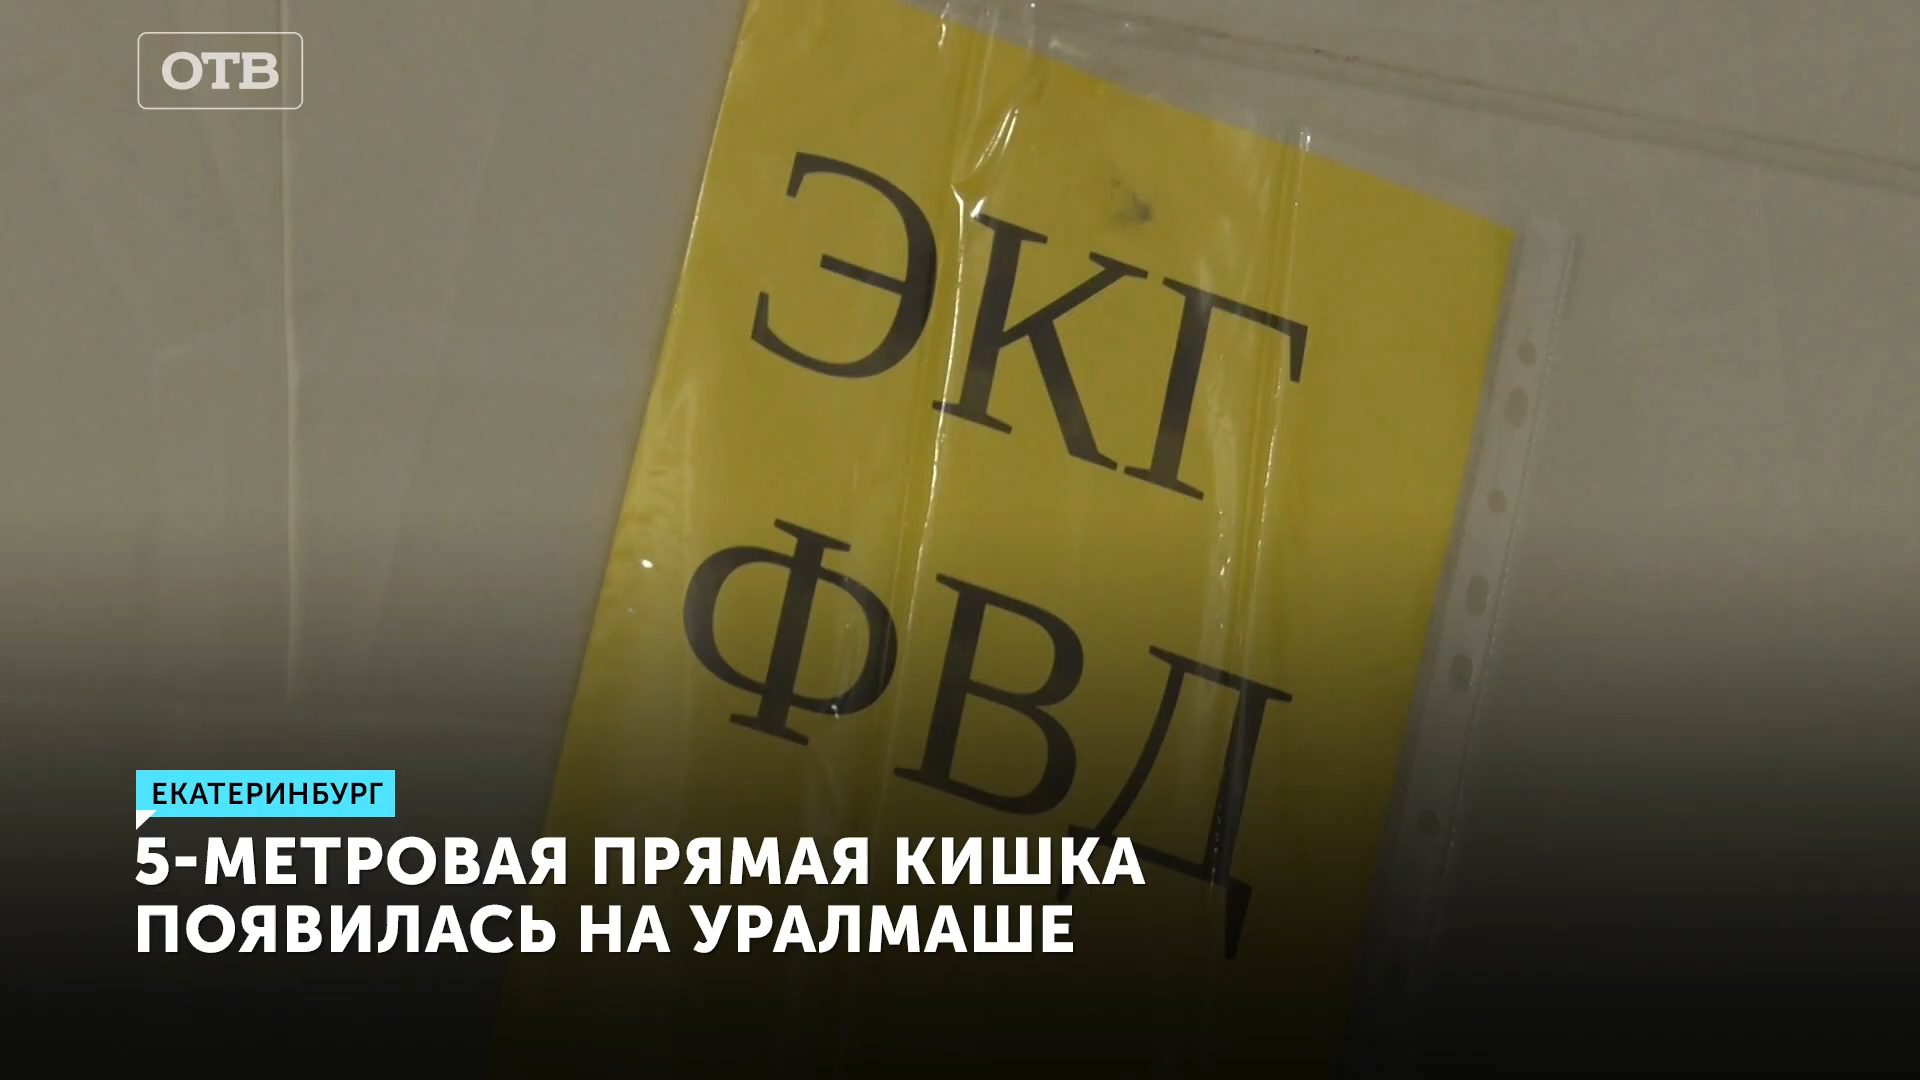 ОТВ
ЭКГ
ФВД
ЕКАТЕРИНБУРГ
5-МЕТРОВАЯ ПРЯМАЯ КИШКА
ПОЯВИЛАСЬ НА УРАЛМАШЕ